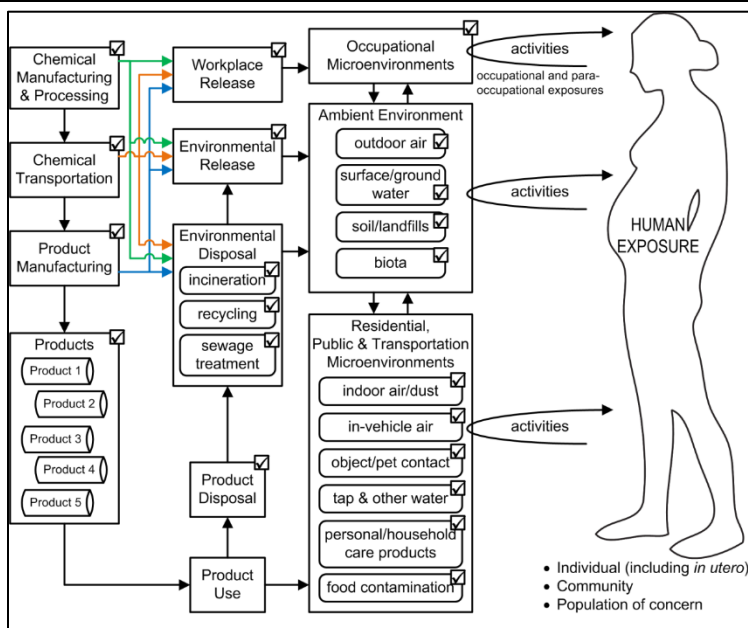 Chemical
Manufacturing
& Processing
Workplace
Release
Occupational
Microenvironments
activities
occupational and para-
occupational exposures
Chemical
Transportation
Environmental
Release
Ambient Environment
outdoor air
surface/ground
water
soil/landfills
biota
activities
Product
Manufacturing
Environmental
Disposal
incineration
recycling
sewage
treatment
HUMAN
EXPOSURE
Products
Product 1
Product 2
Product 3
Product 4
Product 5
Residential,
Public & Transportation
Microenvironments
indoor air/dust
in-vehicle air
object/pet contact
tap & other water
personal/household
care products
food contamination
activities
Product
Disposal
Product
Use
• Individual (including in utero)
• Community
• Population of concern